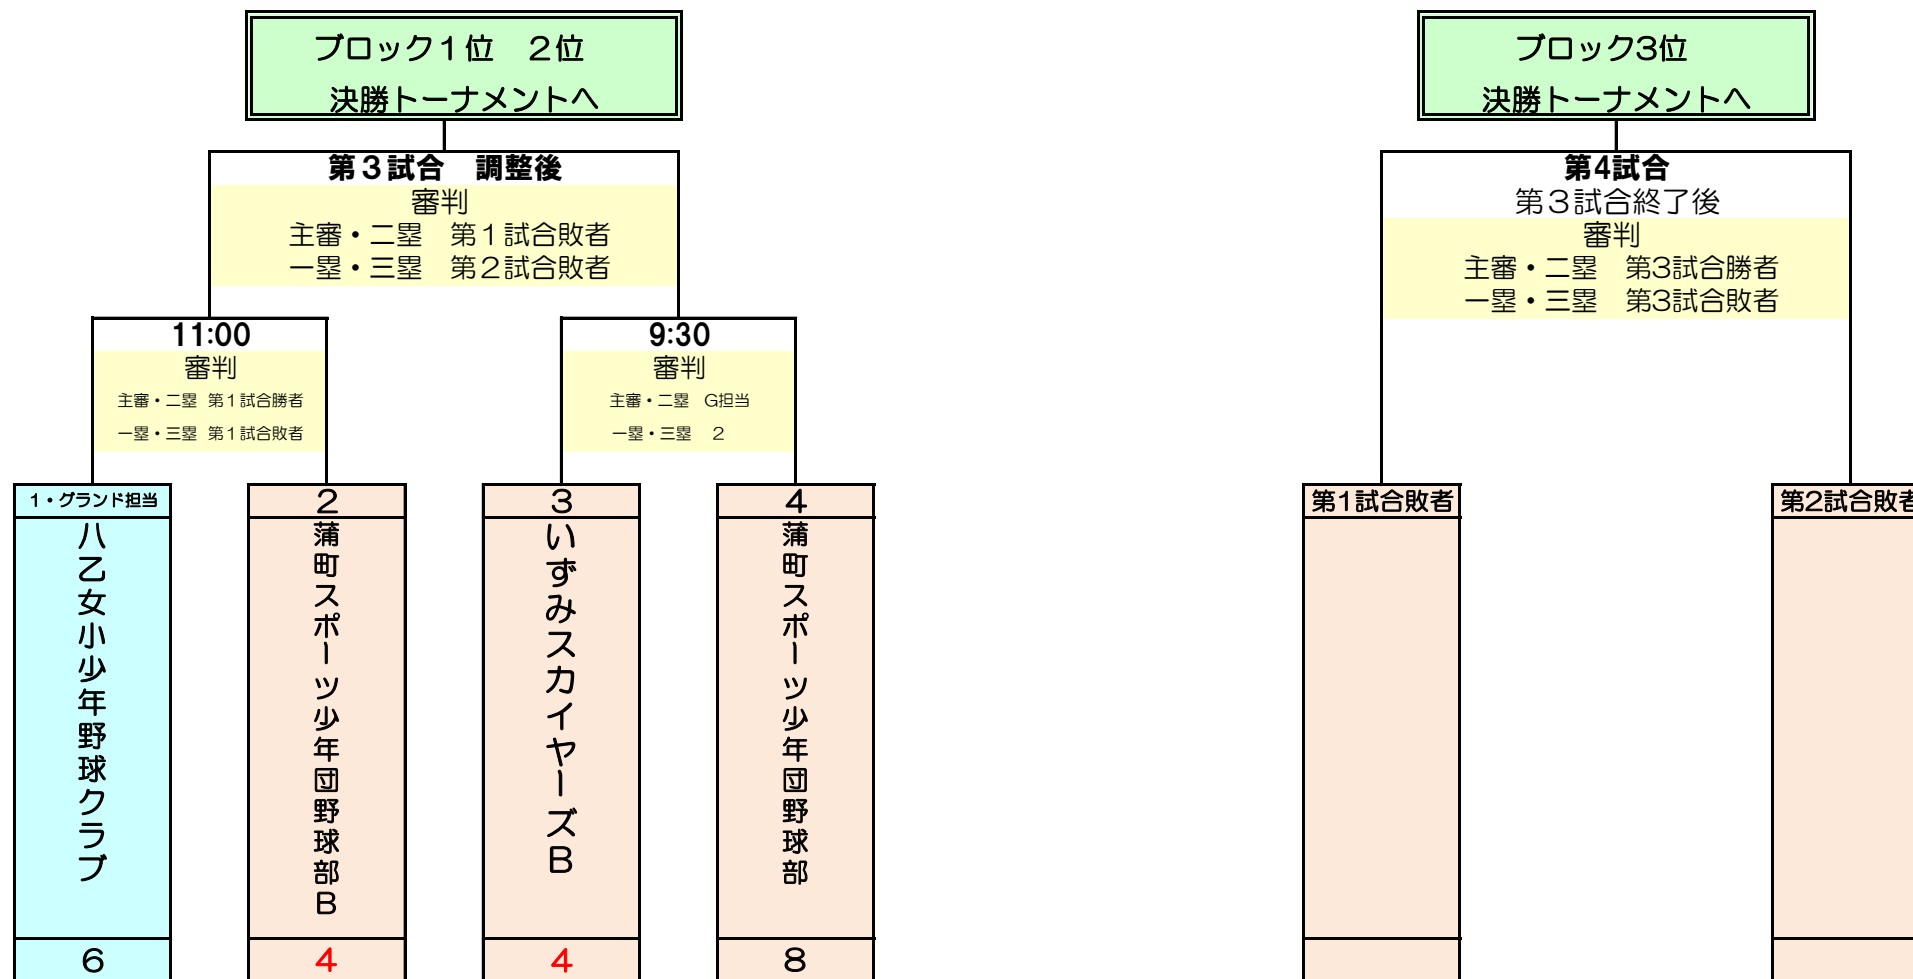 ブロック１位　２位
決勝トーナメントへ
第３試合　調整後
審判
主審・二塁　第１試合敗者
一塁・三塁　第２試合敗者
11:00
審判
主審・二塁 第１試合勝者
一塁・三塁 第１試合敗者
9:30
審判
主審・二塁　G担当
一塁・三塁　２
1・グランド担当
八乙女小少年野球クラブ
6
2
蒲町スポーツ少年団野球部B
4
3
いずみスカイヤーズB
4
4
蒲町スポーツ少年団野球部
8
ブロック3位
決勝トーナメントへ
第4試合
第３試合終了後
審判
主審・二塁　第3試合勝者
一塁・三塁　第3試合敗者
第1試合敗者
第2試合敗者